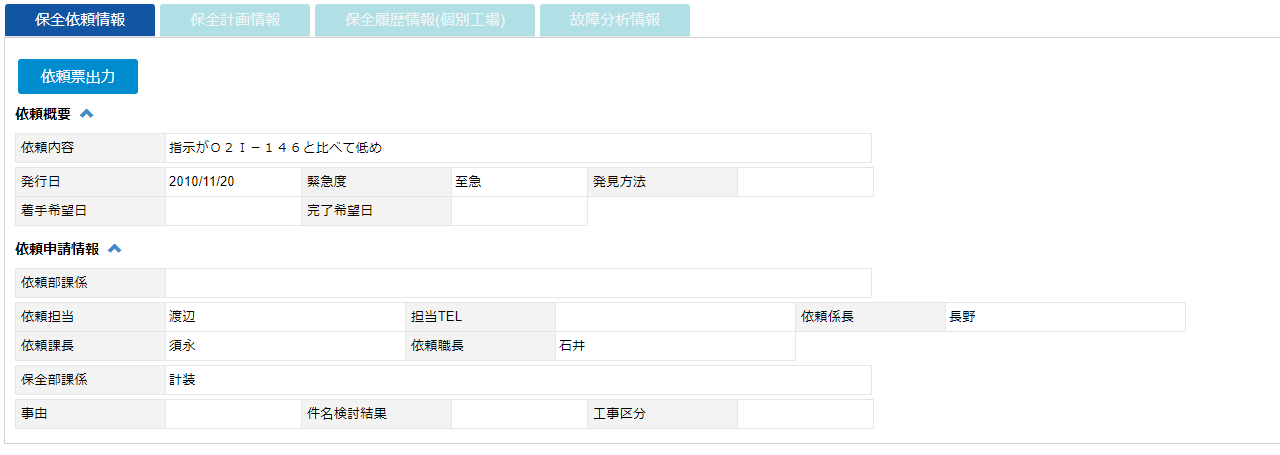 保全依頼情報 保全計画情報 保全履歴情報(個別工場) 故障分析情報
依頼票出力
依頼概要
依頼内容 指示がO2I-146と比べて低め
発行日 2010/11/20 緊急度 至急 発見方法
着手希望日 完了希望日
依頼申請情報
依頼部課係
依頼担当 渡辺 担当TEL 依頼係長 長野
依頼課長 須永 依頼職長 石井
保全部課係 計装
事由 件名検討結果 工事区分